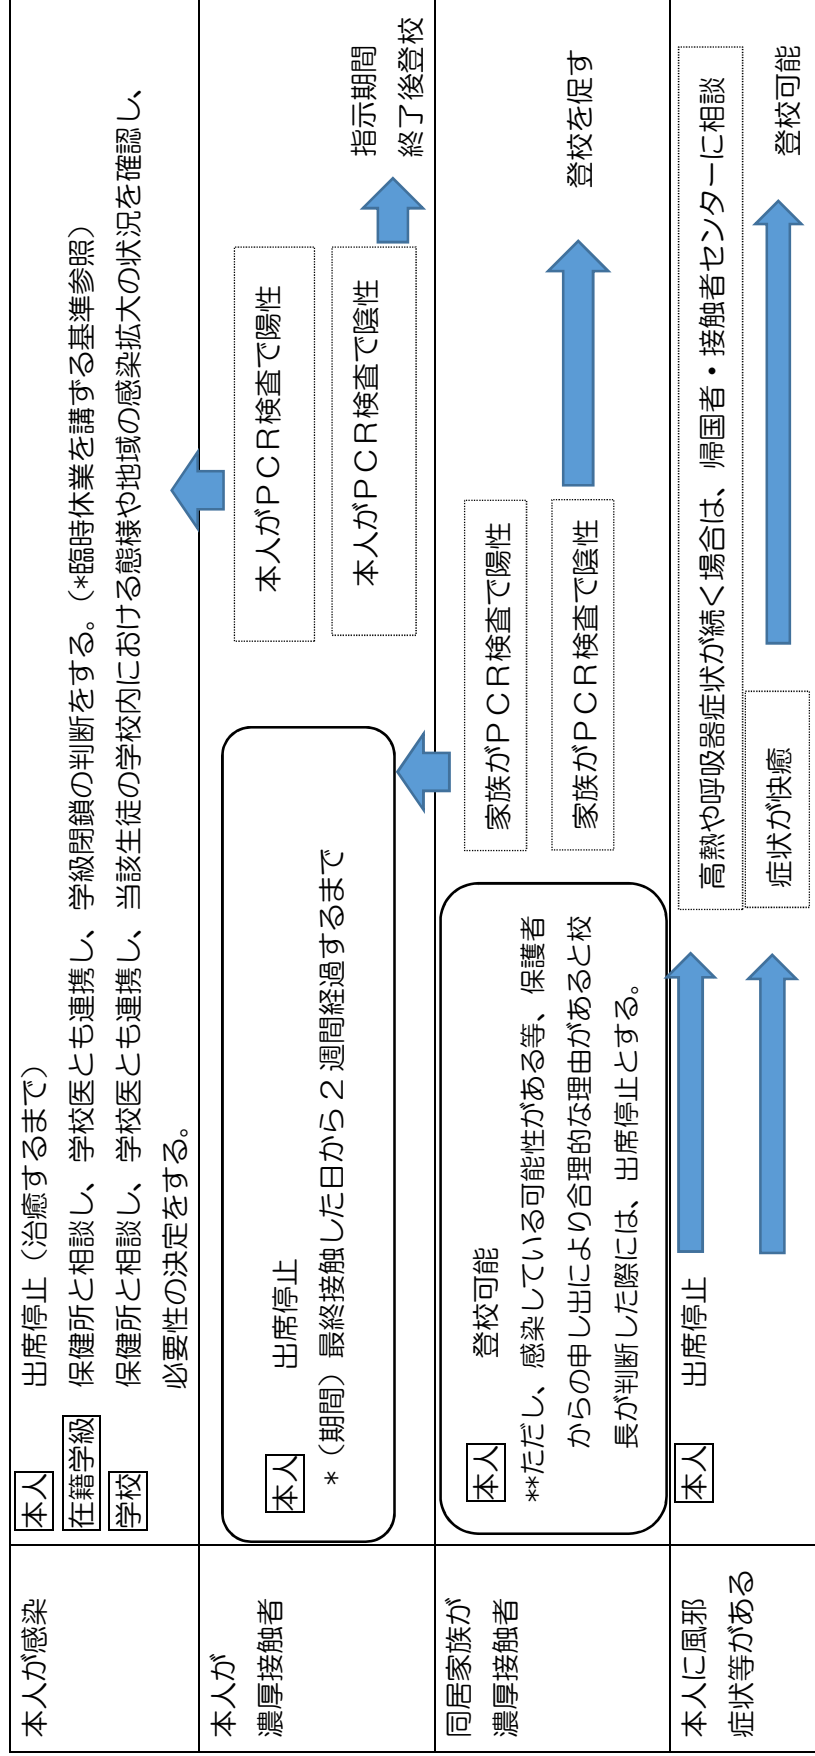 本人が感染
本人 出席停止（治癒するまで）
在籍学級 保健所と相談し、学校医とも連携し、学級閉鎖の判断をする。（*臨時休業を講ずる基準参照）
学校 保健所と相談し、学校医とも連携し、当該生徒の学校内における態様や地域の感染拡大の状況を確認し、
必要性の決定をする。
本人が
濃厚接触者
本人 出席停止
*（期間）最終接触した日から２週間経過するまで
本人がＰＣＲ検査で陽性
本人がＰＣＲ検査で陰性
指示期間
終了後登校
同居家族が
濃厚接触者
本人 登校可能
**ただし、感染している可能性がある等、保護者
からの申し出により合理的な理由があると校
長が判断した際には、出席停止とする。
家族がＰＣＲ検査で陽性
家族がＰＣＲ検査で陰性
登校を促す
本人に風邪
症状等がある
本人 出席停止
高熱や呼吸器症状が続く場合は、帰国者・接触者センターに相談
症状が快癒
登校可能